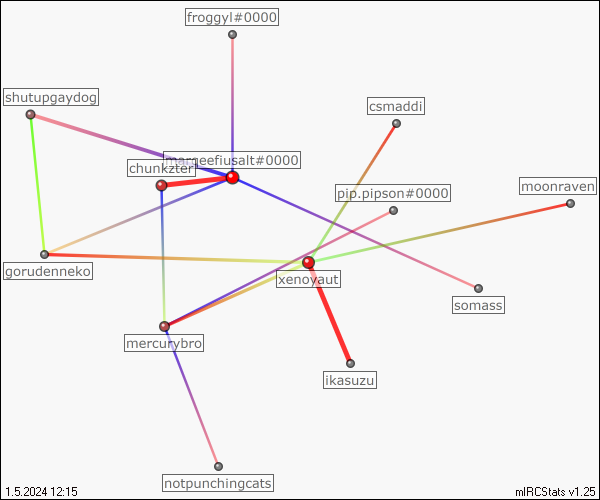 froggyl#0000
shutupgaydog
csmaddi
margeefiusalt#0000
chunkzter
moonraven
pip.pipson#0000
gorudenneko
xenoyaut
somass
mercurybro
ikasuzu
notpunchingcats
1.5.2024 12:15
mIRCStats v1.25